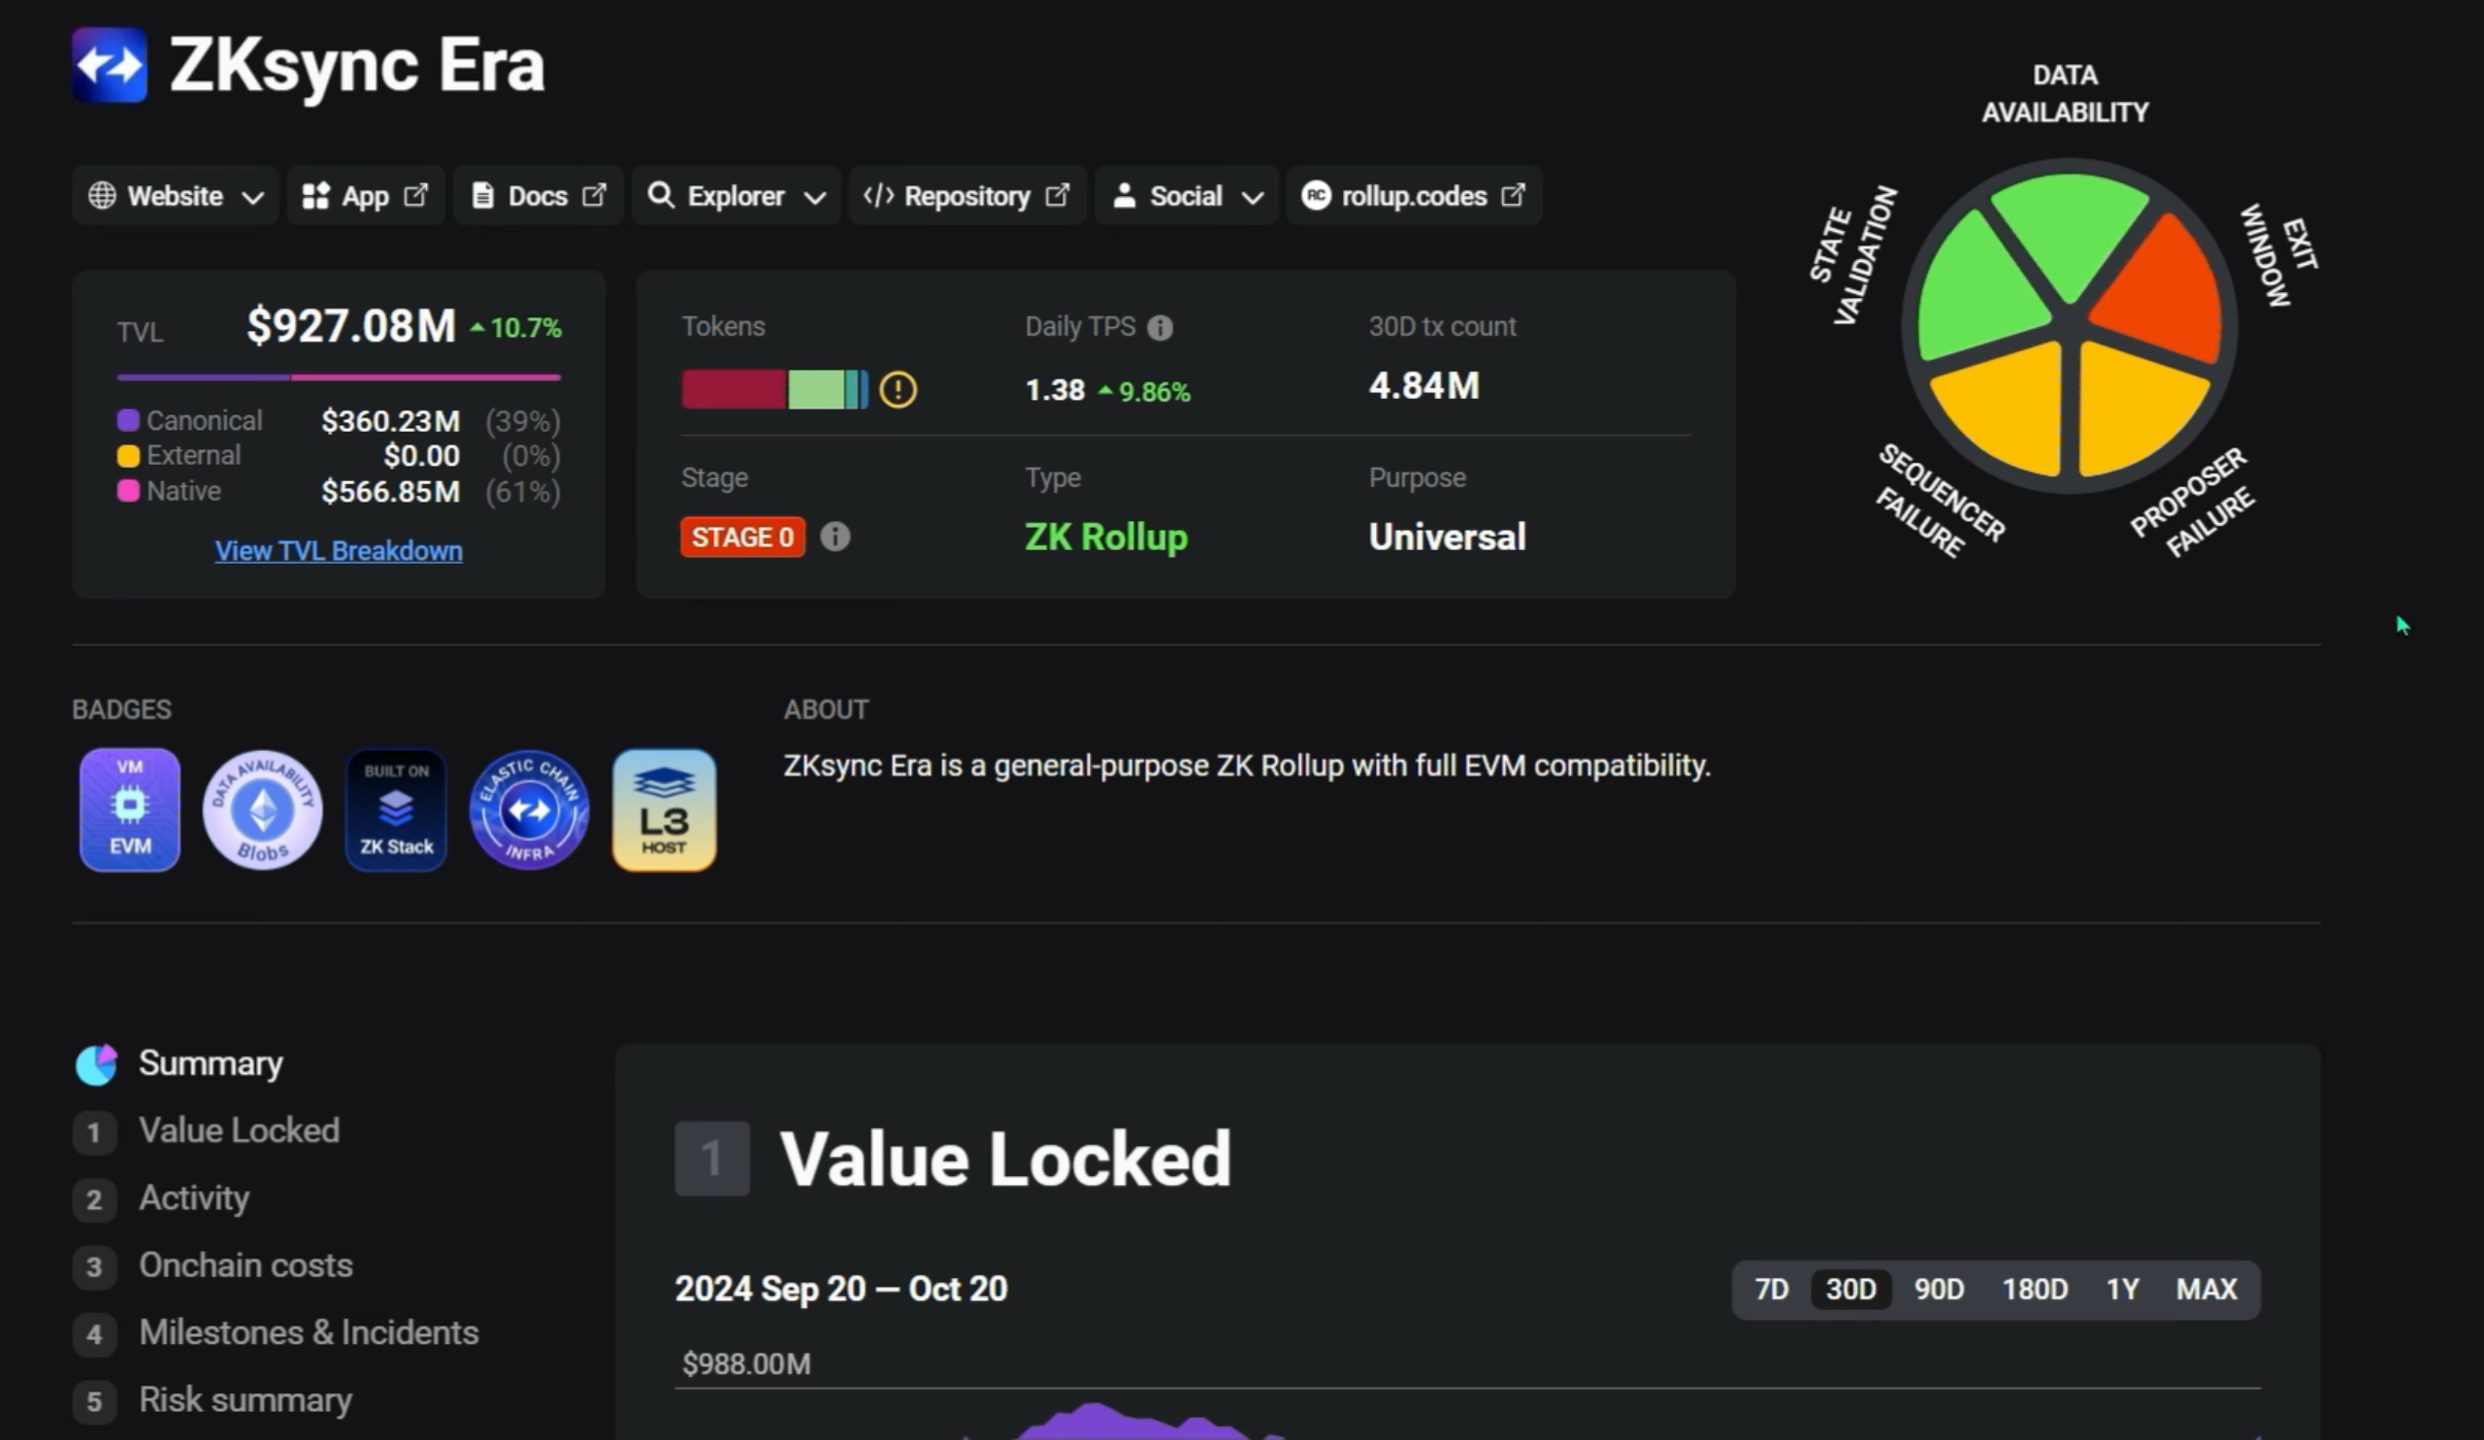 ZKsync Era
Website
App
Docs
Explorer
Repository
Social
RC rollup.codes
TVL $927.08M 10.7%
Canonical $360.23M (39%)
External $0.00 (0%)
Native $566.85M (61%)
View TVL Breakdown
Tokens
Daily TPS
1.38 9.86%
30D tx count
4.84M
Stage
STAGE 0
Type
ZK Rollup
Purpose
Universal
DATA
AVAILABILITY
STATE
VALIDATION
EXIT
WINDOW
SEQUENCER
FAILURE
PROPOSER
FAILURE
BADGES
VM
EVM
DATA AVAILABILITY
Blobs
BUILT ON
ZK Stack
ELASTIC CHAIN
INFRA
L3
HOST
ABOUT
ZKsync Era is a general-purpose ZK Rollup with full EVM compatibility.
Summary
1 Value Locked
2 Activity
3 Onchain costs
4 Milestones & Incidents
5 Risk summary
1 Value Locked
2024 Sep 20 — Oct 20
7D 30D 90D 180D 1Y MAX
$988.00M